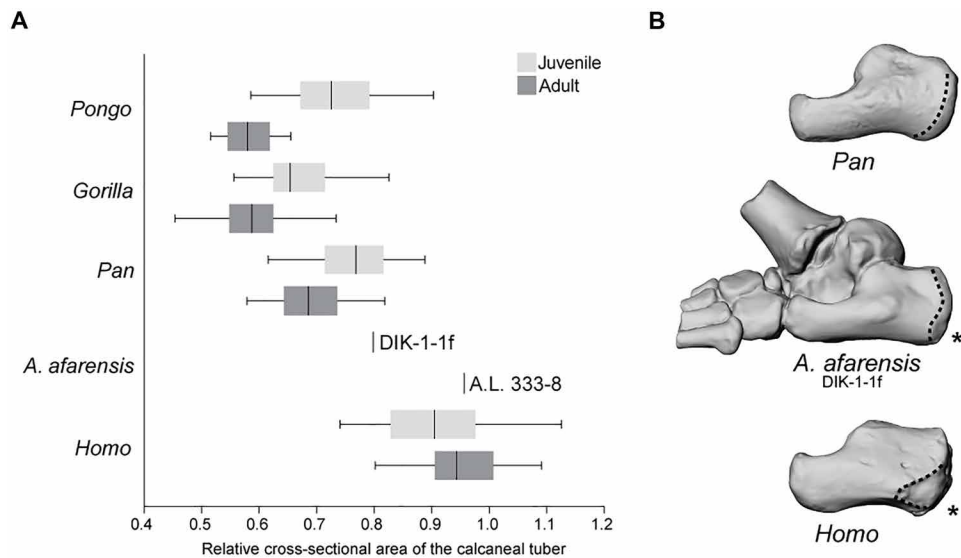 A
B
Juvenile
Adult
Pongo
Gorilla
Pan
A. afarensis
Homo
DIK-1-1f
A.L. 333-8
0.4 0.5 0.6 0.7 0.8 0.9 1.0 1.1 1.2
Relative cross-sectional area of the calcaneal tuber
Pan
*
A. afarensis
DIK-1-1f
*
Homo